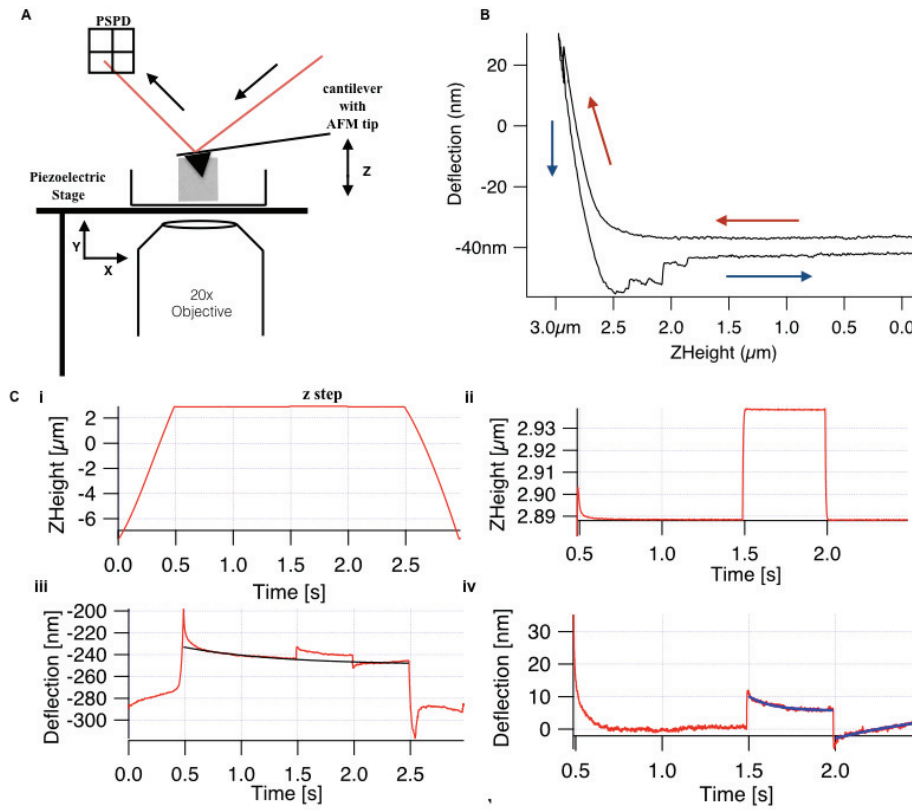 A
PSPD
cantilever
with
AFM tip
Z
Piezoelectric
Stage
Y
X
20x
Objective
B
Deflection (nm)
20
0
-20
-40nm
3.0µm 2.5 2.0 1.5 1.0 0.5 0.0
ZHeight (µm)
C i
z step
ZHeight [µm]
2
0
-2
-4
-6
0.0 0.5 1.0 1.5 2.0 2.5
Time [s]
ii
ZHeight [µm]
2.93
2.92
2.91
2.90
2.89
0.5 1.0 1.5 2.0
Time [s]
iii
Deflection [nm]
-200
-220
-240
-260
-280
-300
0.0 0.5 1.0 1.5 2.0 2.5
Time [s]
iv
Deflection [nm]
30
20
10
0
0.5 1.0 1.5 2.0
Time [s]